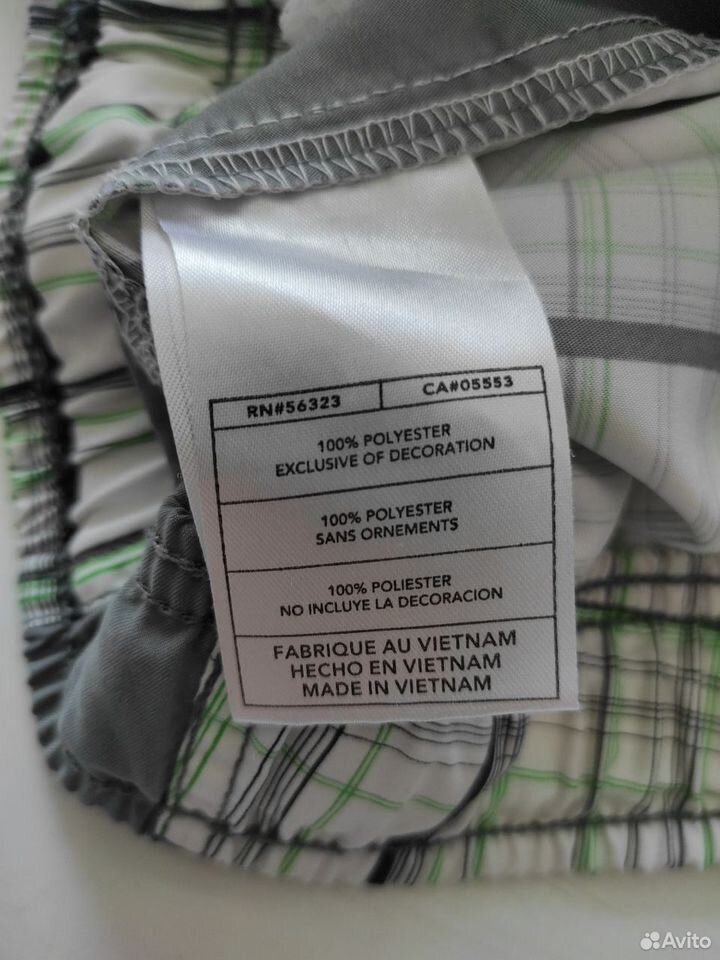 RN#56323
CA#05553
100% POLYESTER
EXCLUSIVE OF DECORATION
100% POLYESTER
SANS ORNEMENTS
100% POLIESTER
NO INCLUYE LA DECORACION
FABRIQUE AU VIETNAM
HECHO EN VIETNAM
MADE IN VIETNAM
Avito